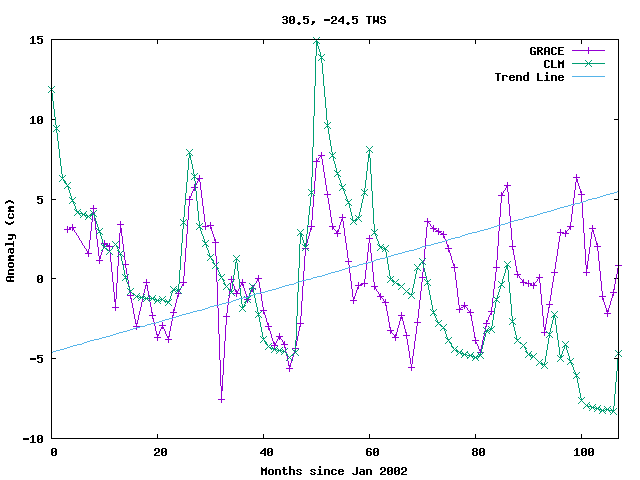 30.5, -24.5 TWS
15
10
5
0
-5
-10
Anomaly (cm)
GRACE
CLM
Trend Line
0 20 40 60 80 100
Months since Jan 2002